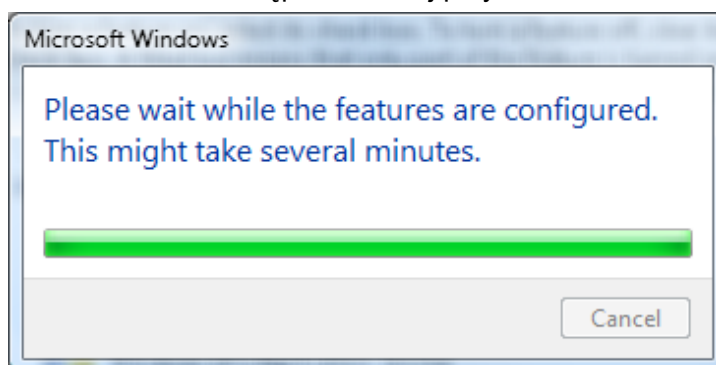 Microsoft Windows
Please wait while the features are configured.
This might take several minutes.
Cancel